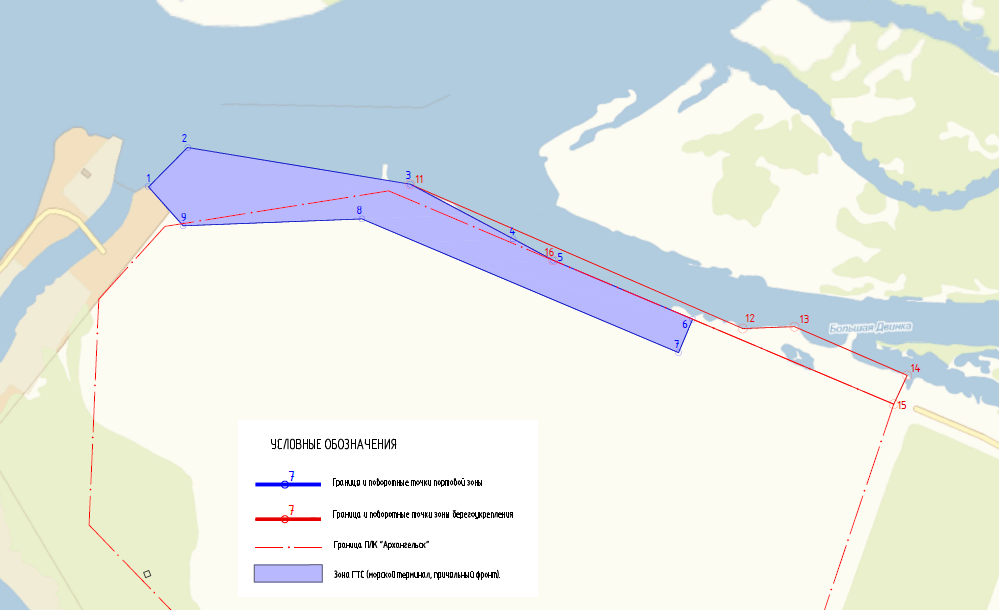 2
1
3
11
9
8
4
16
5
12
13
6
Большая Двинка
7
14
15
УСЛОВНЫЕ ОБОЗНАЧЕНИЯ
7
Граница и поворотные точки портовой зоны
7
Граница и поворотные точки зоны берегоукрепления
Граница ПЛК "Архангельск"
Зона ГТС (морской терминал, причальный фронт).